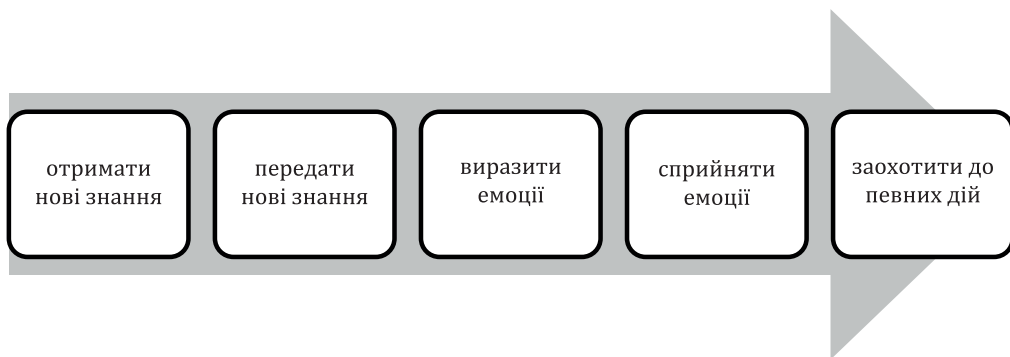 отримати
нові знання
передати
нові знання
виразити
емоції
сприйняти
емоції
заохотити до
певних дій